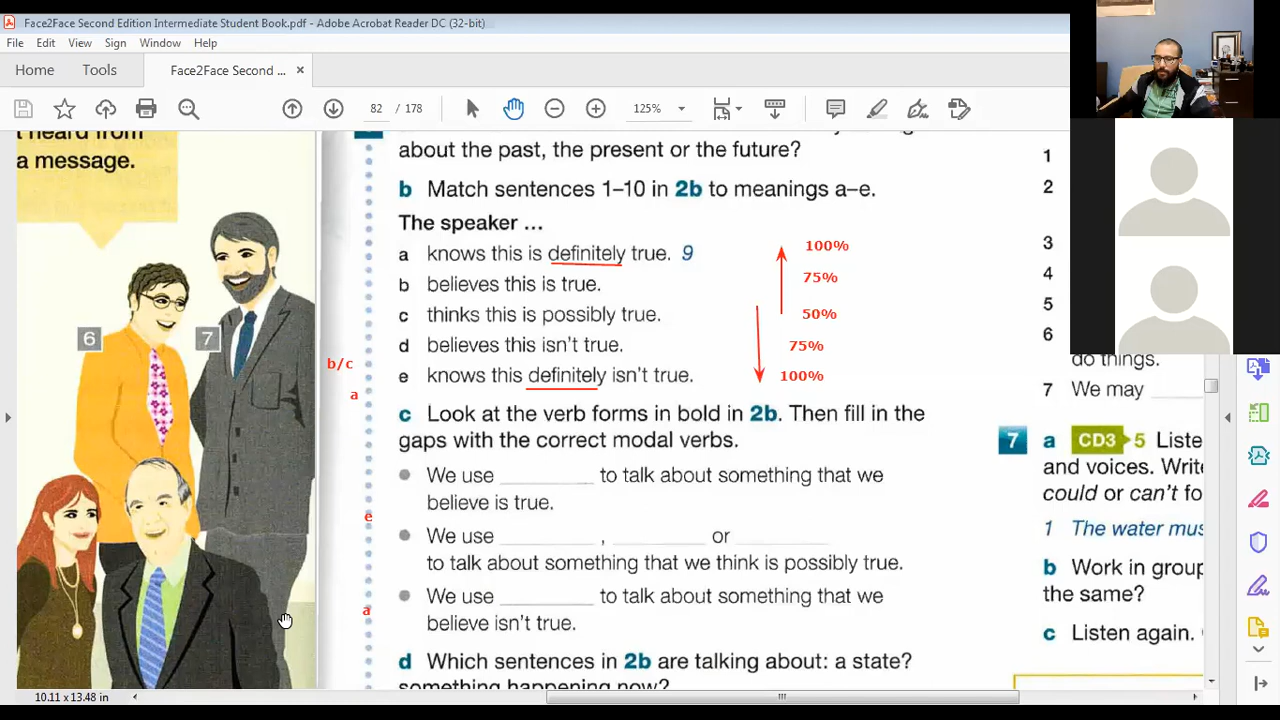 Face2Face Second Edition Intermediate Student Book.pdf - Adobe Acrobat Reader DC (32-bit)
File Edit View Sign Window Help
Home Tools Face2Face Second ... ×
82 / 178 125%
t heard from
a message.
6
7
about the past, the present or the future?
b Match sentences 1–10 in 2b to meanings a–e.
The speaker ...
a knows this is definitely true. 9
b believes this is true.
c thinks this is possibly true.
d believes this isn't true.
e knows this definitely isn't true.
100%
75%
50%
75%
100%
b/c
a
e
a
c Look at the verb forms in bold in 2b. Then fill in the
gaps with the correct modal verbs.
● We use ________ to talk about something that we
believe is true.
● We use ________ , ________ or ________
to talk about something that we think is possibly true.
● We use ________ to talk about something that we
believe isn't true.
d Which sentences in 2b are talking about: a state?
something happening now?
1
2
3
4
5
6
do things.
7 We may
7 a CD3 5 Liste
and voices. Write
could or can't fo
1 The water mus
b Work in group
the same?
c Listen again.
10.11 x 13.48 in